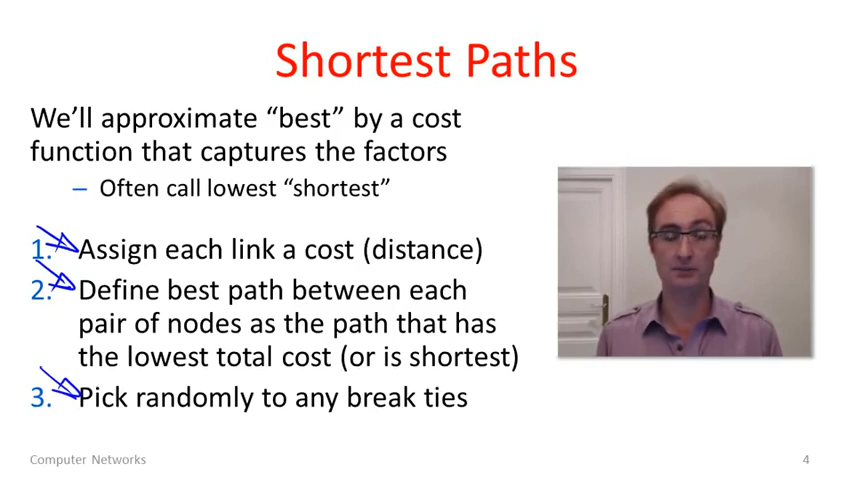 Shortest Paths
We'll approximate “best” by a cost
function that captures the factors
– Often call lowest “shortest”
1. Assign each link a cost (distance)
2. Define best path between each
pair of nodes as the path that has
the lowest total cost (or is shortest)
3. Pick randomly to any break ties
Computer Networks
4